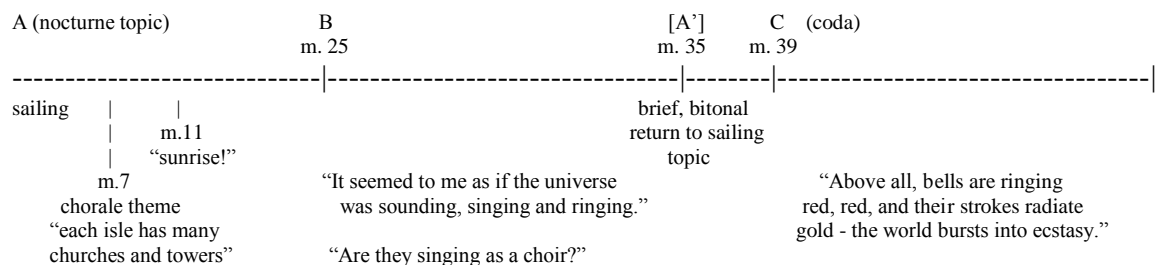 A (nocturne topic) B [A’] C (coda)
m. 25 m. 35 m. 39
sailing brief, bitonal
m.11 return to sailing
“sunrise!” topic
m.7 “It seemed to me as if the universe “Above all, bells are ringing
chorale theme was sounding, singing and ringing.” red, red, and their strokes radiate
“each isle has many gold - the world bursts into ecstasy.”
churches and towers” “Are they singing as a choir?”